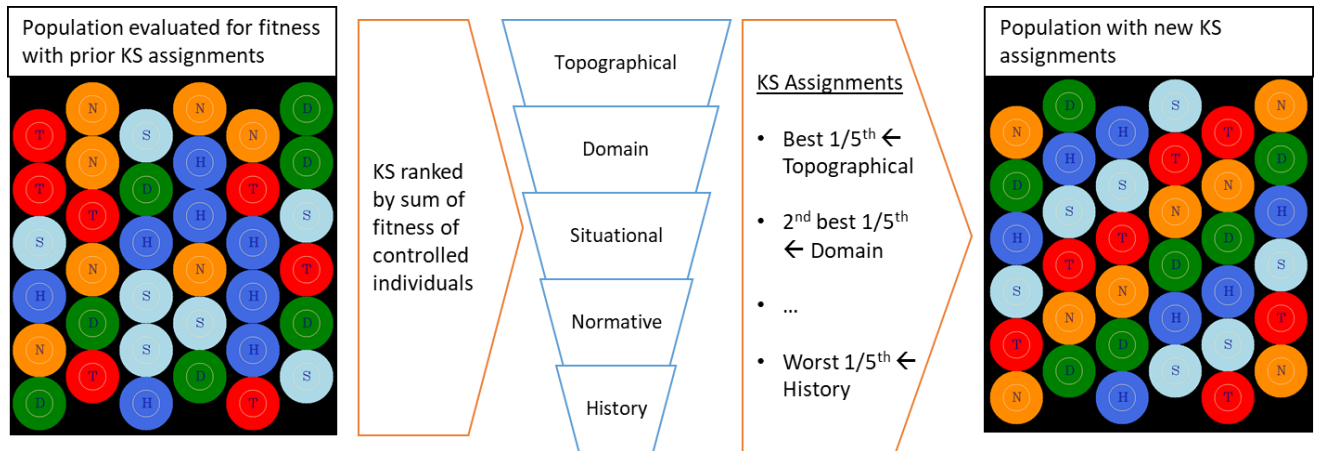 Population evaluated for fitness
with prior KS assignments
N N D
T S N
N H D
T D T
T H S
S H H
N N T
H S H
D S D
N S H
T D S
D H T
KS ranked
by sum of
fitness of
controlled
individuals
Topographical
Domain
Situational
Normative
History
KS Assignments
• Best 1/5th ←
Topographical
• 2nd best 1/5th
← Domain
• ...
• Worst 1/5th ←
History
Population with new KS
assignments
D S N
N H T
H T D
D S N
S N H
H T D
T D S
S N H
N H T
T D S
D S N
N H T